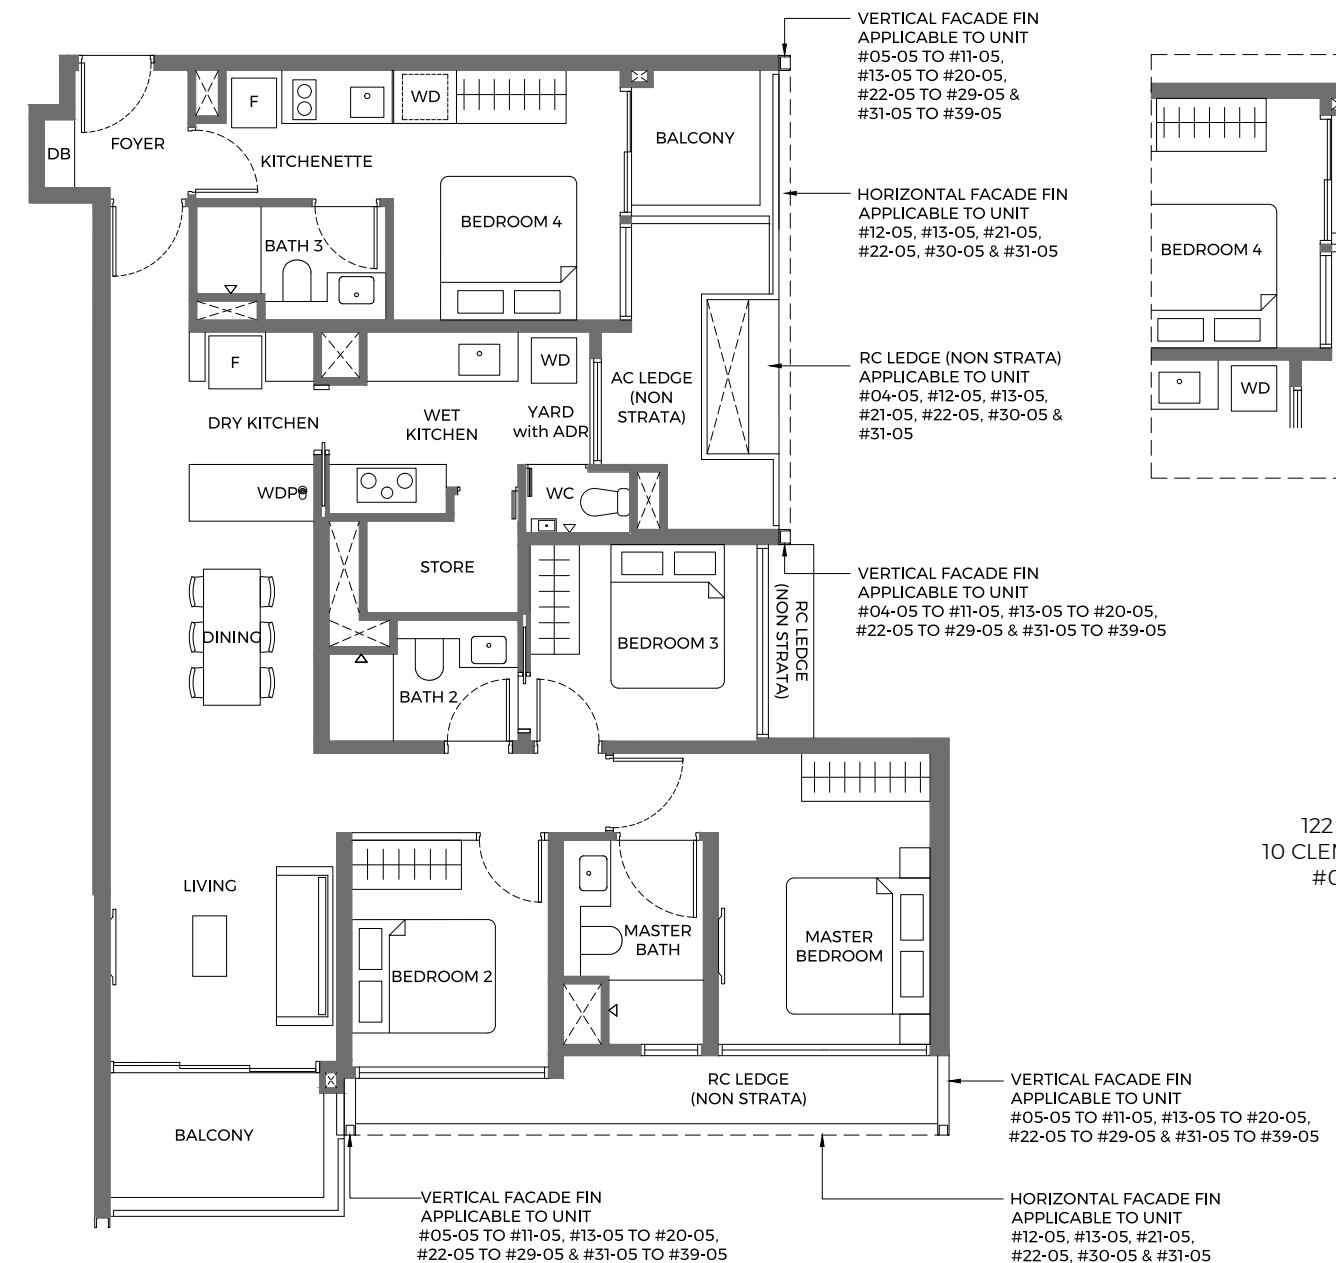 VERTICAL FACADE FIN
APPLICABLE TO UNIT
#05-05 TO #11-05,
#13-05 TO #20-05,
#22-05 TO #29-05 &
#31-05 TO #39-05
F
WD
FOYER
DB
KITCHENETTE
BALCONY
HORIZONTAL FACADE FIN
APPLICABLE TO UNIT
#12-05, #13-05, #21-05,
#22-05, #30-05 & #31-05
BEDROOM 4
BATH 3
BEDROOM 4
WD
F
WD
RC LEDGE (NON STRATA)
APPLICABLE TO UNIT
#04-05, #12-05, #13-05,
#21-05, #22-05, #30-05 &
#31-05
AC LEDGE
(NON
STRATA)
DRY KITCHEN
WET
KITCHEN
YARD
with ADR
WDP
WC
STORE
VERTICAL FACADE FIN
APPLICABLE TO UNIT
#04-05 TO #11-05, #13-05 TO #20-05,
#22-05 TO #29-05 & #31-05 TO #39-05
RC LEDGE
(NON STRATA)
DINING
BEDROOM 3
BATH 2
122
10 CLE
#0
LIVING
MASTER
BATH
MASTER
BEDROOM
BEDROOM 2
RC LEDGE
(NON STRATA)
VERTICAL FACADE FIN
APPLICABLE TO UNIT
#05-05 TO #11-05, #13-05 TO #20-05,
#22-05 TO #29-05 & #31-05 TO #39-05
BALCONY
VERTICAL FACADE FIN
APPLICABLE TO UNIT
#05-05 TO #11-05, #13-05 TO #20-05,
#22-05 TO #29-05 & #31-05 TO #39-05
HORIZONTAL FACADE FIN
APPLICABLE TO UNIT
#12-05, #13-05, #21-05,
#22-05, #30-05 & #31-05